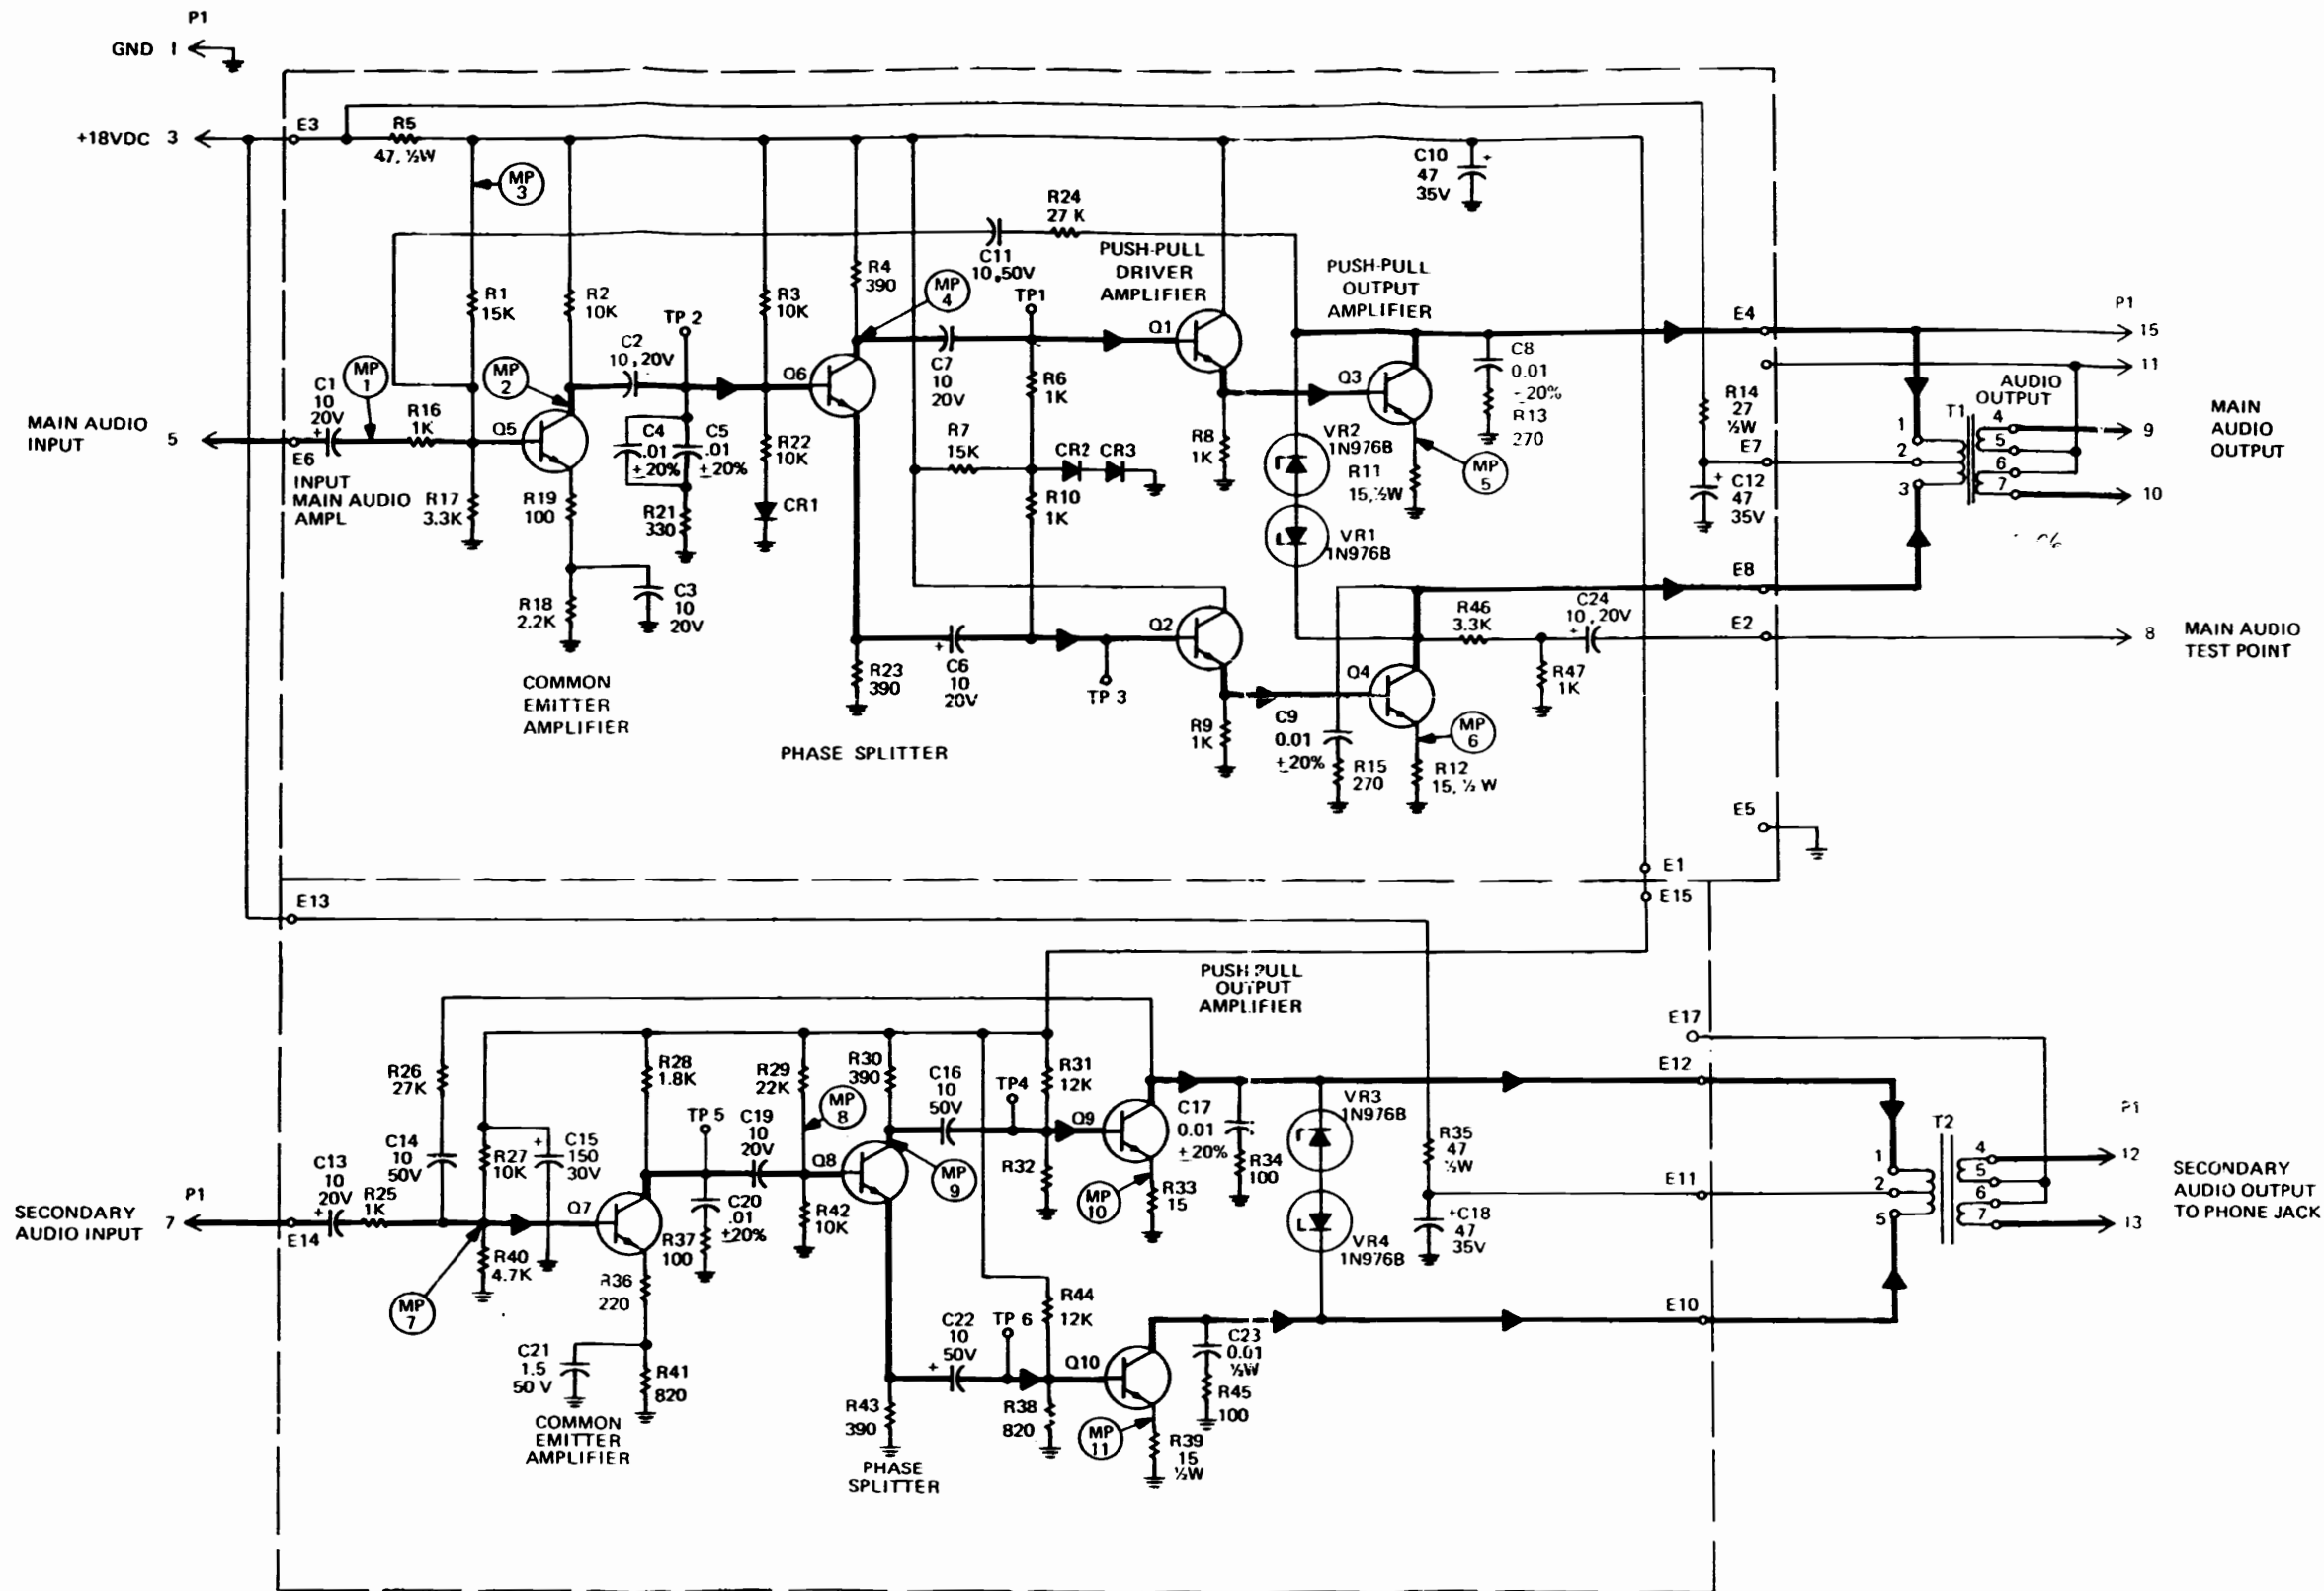 P1
GND 1
+18VDC 3
E3
R5
47, ½W
MP
3
C10
47
35V
R24
27 K
C11
10,50V
PUSH-PULL
DRIVER
AMPLIFIER
PUSH-PULL
OUTPUT
AMPLIFIER
R1
15K
R2
10K
R3
10K
R4
390
MP
4
TP1
TP 2
C2
10,20V
MP
1
MP
2
C1
10
20V
R16
1K
Q5
Q6
C7
10
20V
R6
1K
Q1
Q3
C8
0.01
-20%
R13
270
E4
P1
15
11
AUDIO
OUTPUT
T1
1
2
3
4
5
6
7
9
10
MAIN
AUDIO
OUTPUT
R14
27
½W
E7
C12
47
35V
MAIN AUDIO
INPUT
5
E6
INPUT
MAIN AUDIO
AMPL
R17
3.3K
R19
100
C4
.01
±20%
C5
.01
±20%
R21
330
R22
10K
CR1
R7
15K
CR2
CR3
R10
1K
R8
1K
VR2
1N976B
R11
15,½W
MP
5
VR1
1N976B
R18
2.2K
C3
10
20V
COMMON
EMITTER
AMPLIFIER
R23
390
C6
10
20V
PHASE SPLITTER
TP 3
Q2
R9
1K
C9
0.01
±20%
R15
270
Q4
R46
3.3K
C24
10,20V
R47
1K
MP
6
R12
15, ½ W
E8
E2
8
MAIN AUDIO
TEST POINT
E5
E1
E15
E13
PUSH PULL
OUTPUT
AMPLIFIER
E17
E12
R26
27K
C14
10
50V
C13
10
20V
R25
1K
P1
7
SECONDARY
AUDIO INPUT
E14
R27
10K
C15
150
30V
R40
4.7K
MP
7
R28
1.8K
TP 5
C19
10
20V
Q7
C20
.01
±20%
R37
100
R36
220
C21
1.5
50 V
R41
820
COMMON
EMITTER
AMPLIFIER
R29
22K
MP
8
Q8
R42
10K
R30
390
C16
10
50V
TP4
MP
9
R31
12K
R32
Q9
MP
10
R33
15
C17
0.01
±20%
R34
100
VR3
1N976B
VR4
1N976B
R35
47
½W
C18
47
35V
E11
T2
1
2
5
4
5
6
7
P1
12
13
SECONDARY
AUDIO OUTPUT
TO PHONE JACK
E10
R43
390
PHASE
SPLITTER
C22
10
50V
TP 6
R44
12K
R38
820
Q10
MP
11
R39
15
½W
C23
0.01
½W
R45
100